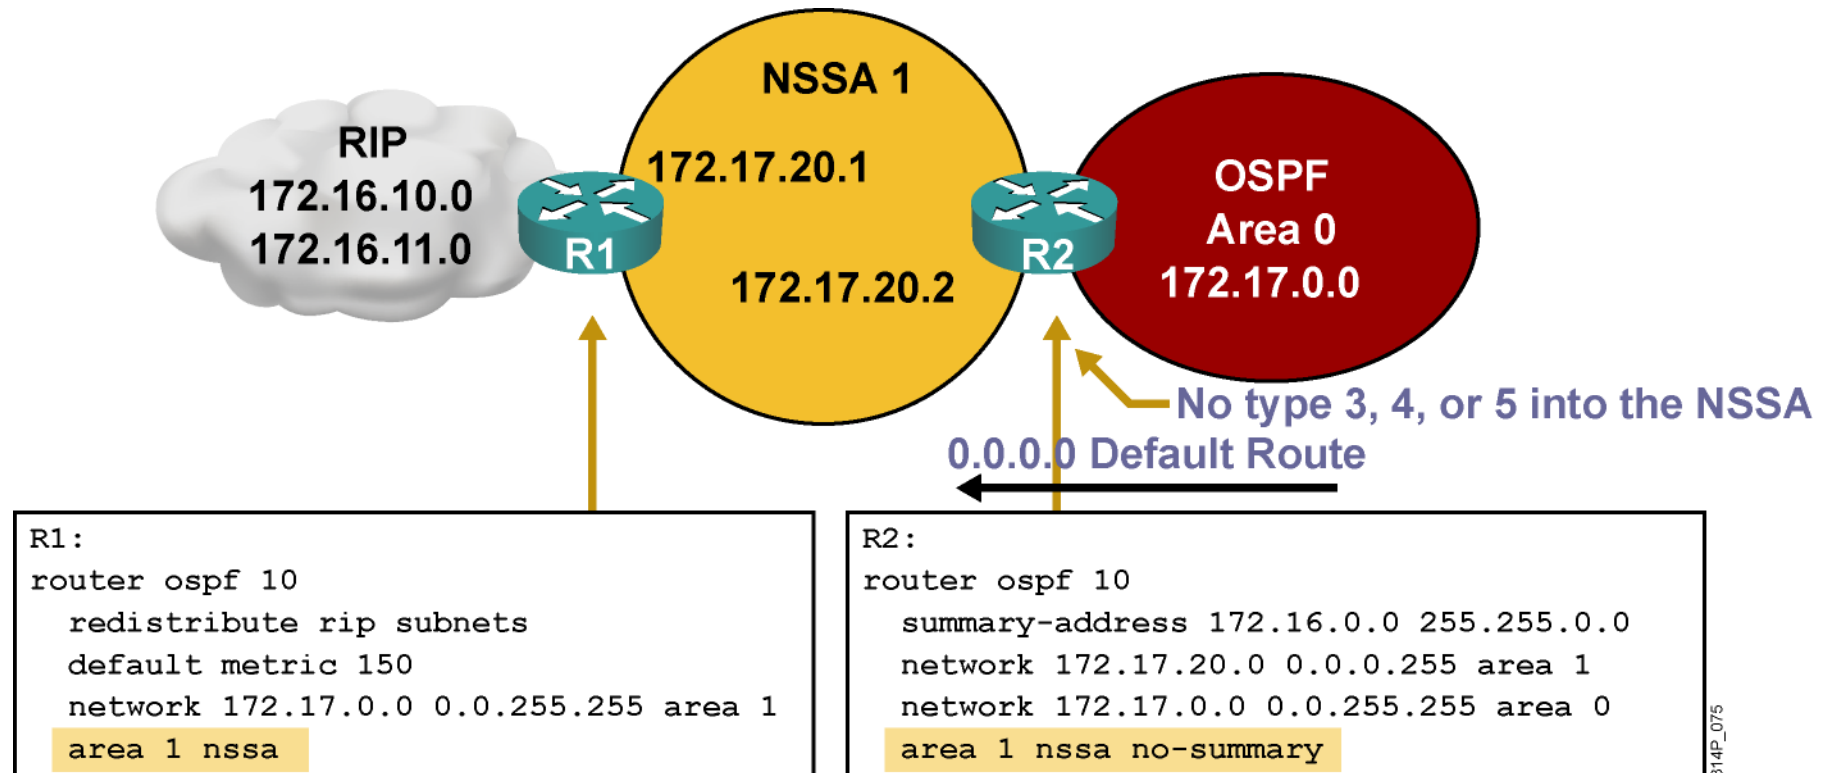 NSSA 1
RIP
172.16.10.0
172.16.11.0
172.17.20.1
R1
172.17.20.2
R2
OSPF
Area 0
172.17.0.0
No type 3, 4, or 5 into the NSSA
0.0.0.0 Default Route
R1:
router ospf 10
redistribute rip subnets
default metric 150
network 172.17.0.0 0.0.255.255 area 1
area 1 nssa
R2:
router ospf 10
summary-address 172.16.0.0 255.255.0.0
network 172.17.20.0 0.0.0.255 area 1
network 172.17.0.0 0.0.255.255 area 0
area 1 nssa no-summary
314P_075